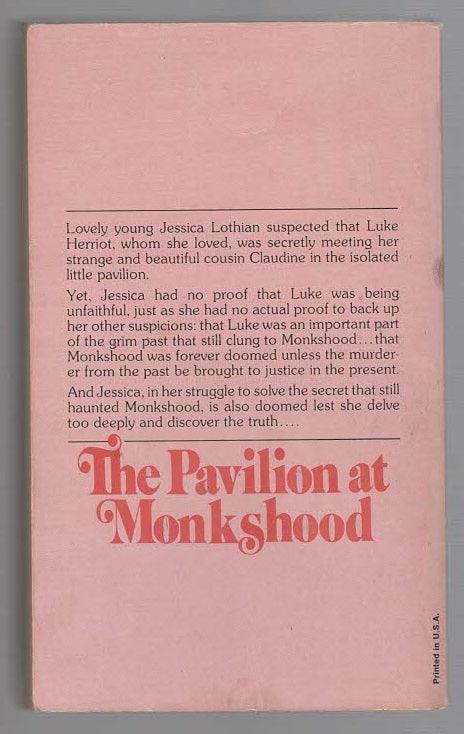 Lovely young Jessica Lothian suspected that Luke
Herriot, whom she loved, was secretly meeting her
strange and beautiful cousin Claudine in the isolated
little pavilion.
Yet, Jessica had no proof that Luke was being
unfaithful, just as she had no actual proof to back up
her other suspicions: that Luke was an important part
of the grim past that still clung to Monkshood...that
Monkshood was forever doomed unless the murder-
er from the past be brought to justice in the present.
And Jessica, in her struggle to solve the secret that still
haunted Monkshood, is also doomed lest she delve
too deeply and discover the truth....
The Pavilion at
Monkshood
Printed in U.S.A.